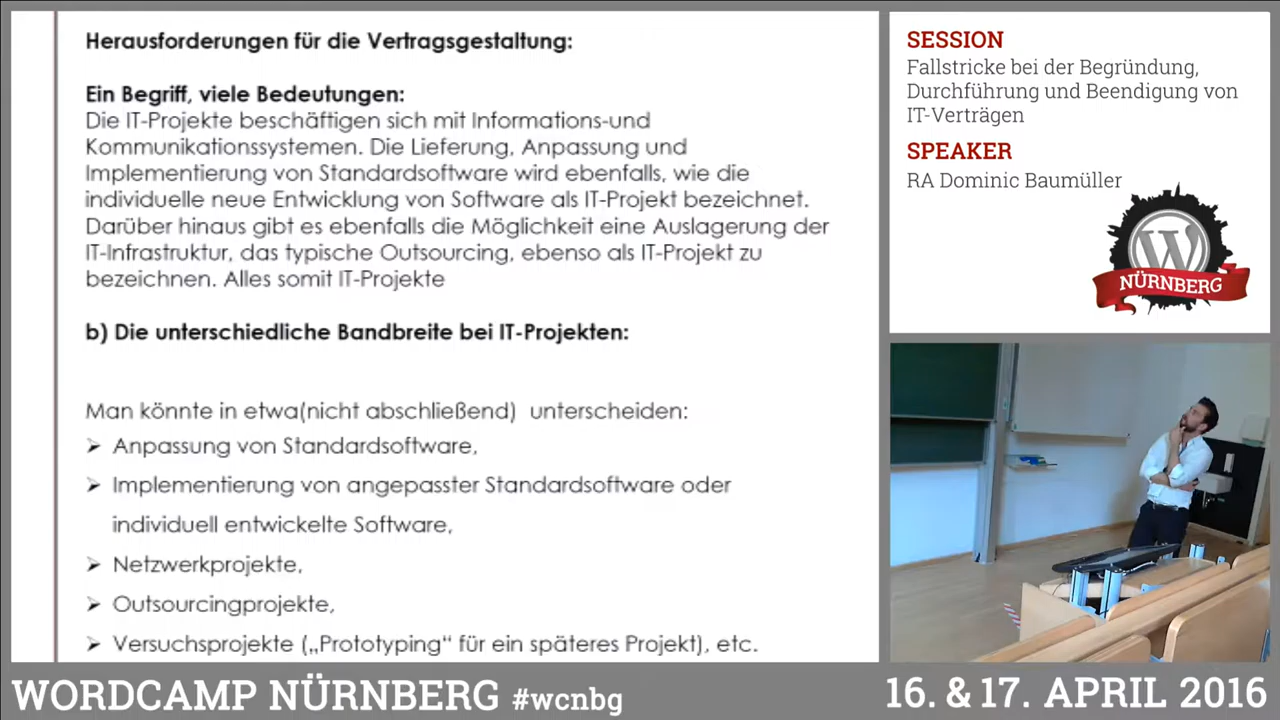 Herausforderungen für die Vertragsgestaltung:
Ein Begriff, viele Bedeutungen:
Die IT-Projekte beschäftigen sich mit Informations-und
Kommunikationssystemen. Die Lieferung, Anpassung und
Implementierung von Standardsoftware wird ebenfalls, wie die
individuelle neue Entwicklung von Software als IT-Projekt bezeichnet.
Darüber hinaus gibt es ebenfalls die Möglichkeit eine Auslagerung der
IT-Infrastruktur, das typische Outsourcing, ebenso als IT-Projekt zu
bezeichnen. Alles somit IT-Projekte
b) Die unterschiedliche Bandbreite bei IT-Projekten:
Man könnte in etwa(nicht abschließend) unterscheiden:
➢ Anpassung von Standardsoftware,
➢ Implementierung von angepasster Standardsoftware oder
individuell entwickelte Software,
➢ Netzwerkprojekte,
➢ Outsourcingprojekte,
➢ Versuchsprojekte („Prototyping“ für ein späteres Projekt), etc.
SESSION
Fallstricke bei der Begründung,
Durchführung und Beendigung von
IT-Verträgen
SPEAKER
RA Dominic Baumüller
W
NÜRNBERG
WORDCAMP NÜRNBERG #wcnbg
16. & 17. APRIL 2016